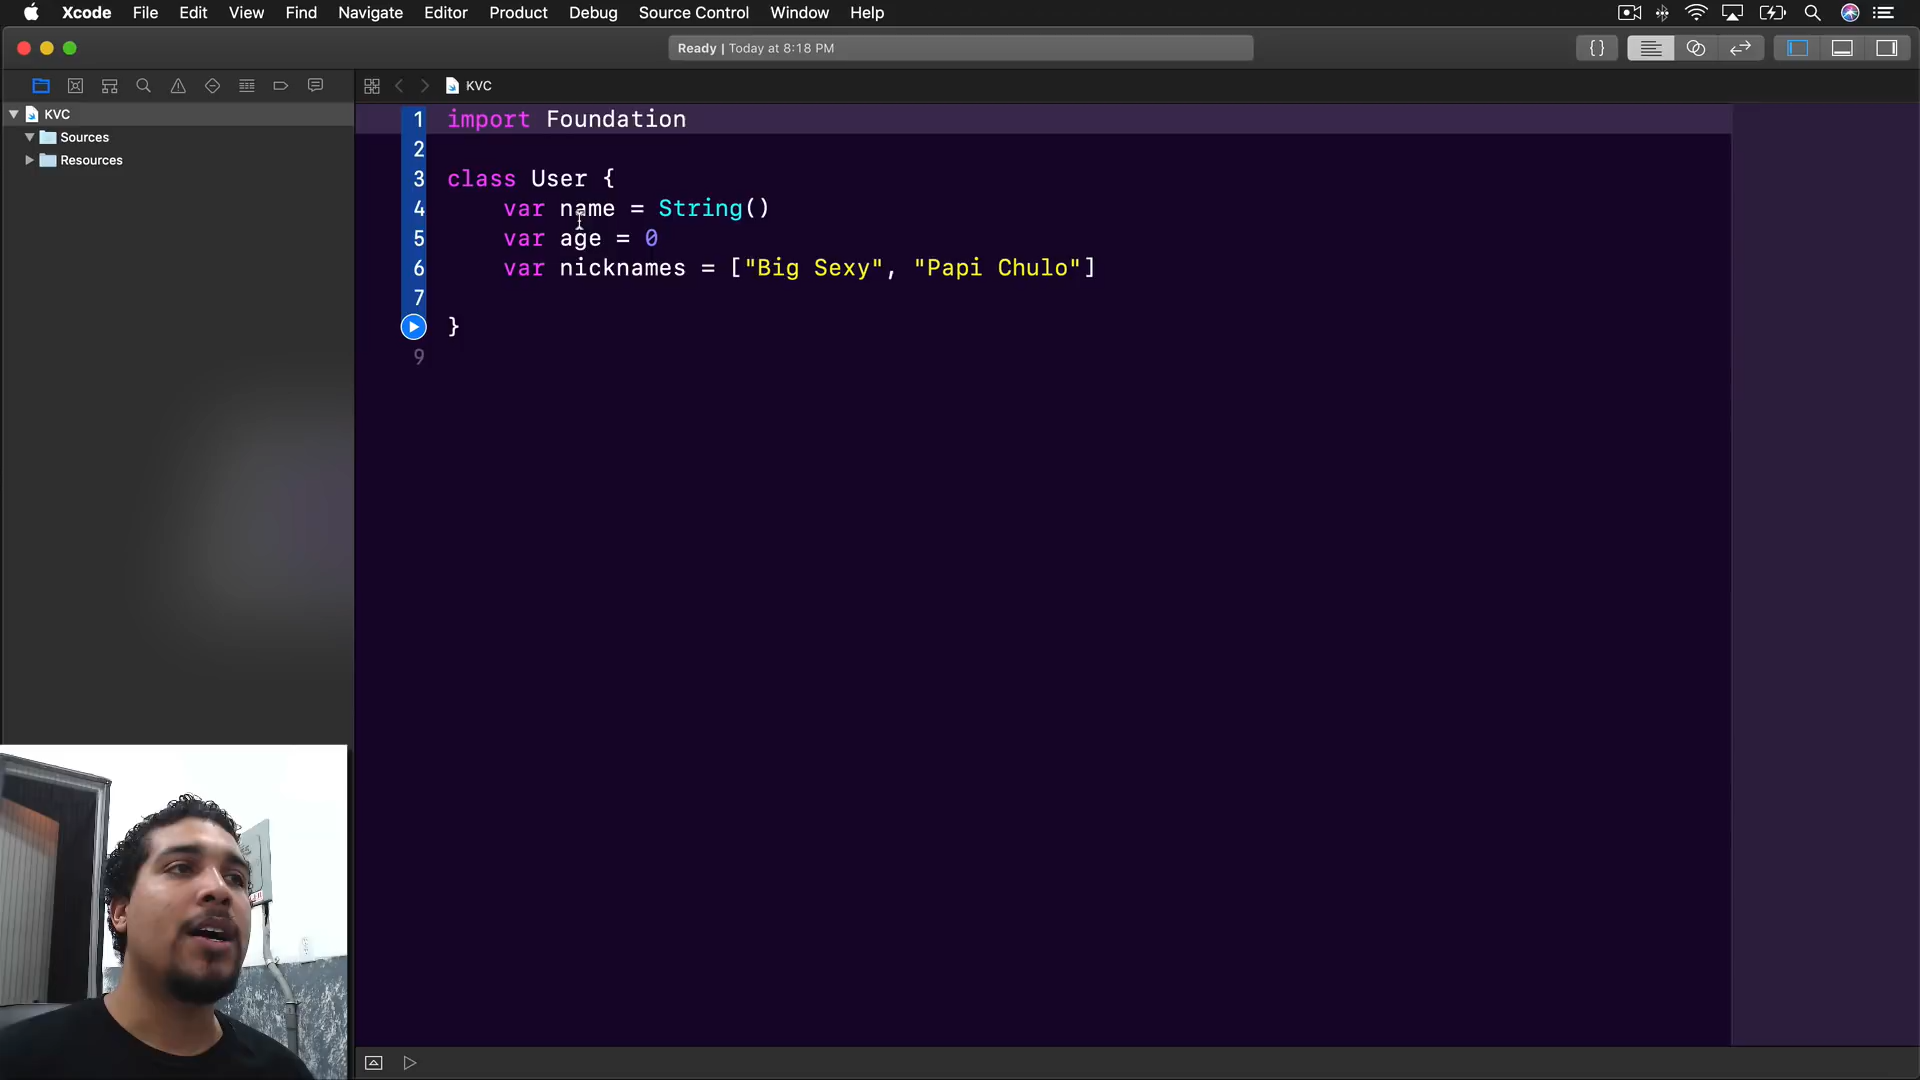 Xcode File Edit View Find Navigate Editor Product Debug Source Control Window Help
Ready | Today at 8:18 PM
{}
KVC
KVC
Sources
Resources
1 import Foundation
2
3 class User {
4 var name = String()
5 var age = 0
6 var nicknames = ["Big Sexy", "Papi Chulo"]
7
}
9